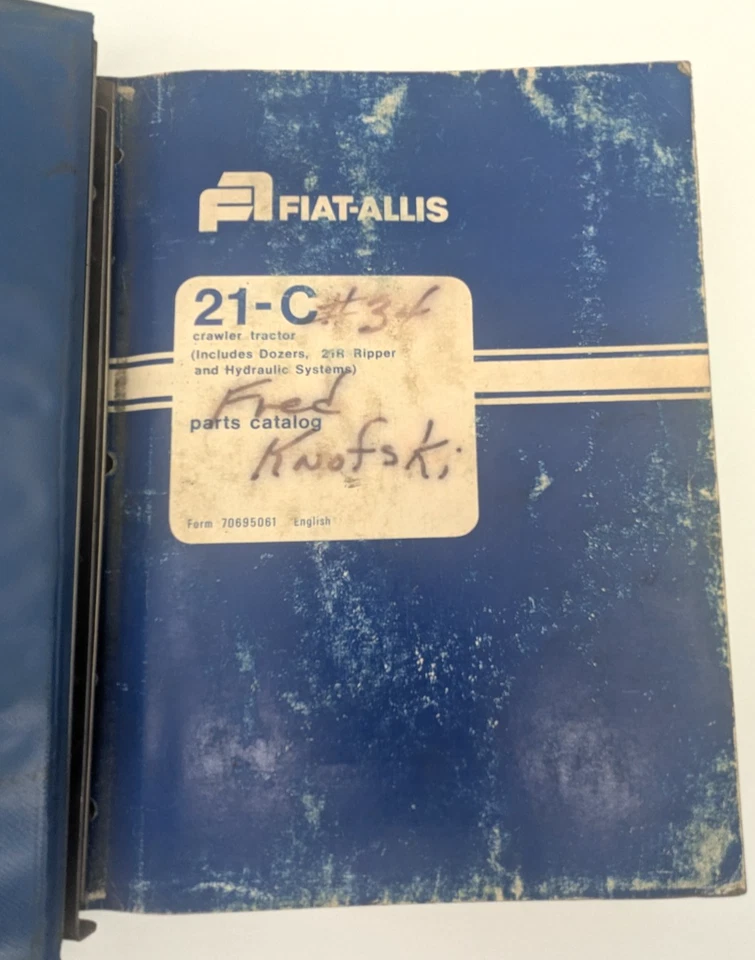 FIAT-ALLIS
21-C #34
crawler tractor
(Includes Dozers, 21R Ripper
and Hydraulic Systems)
Fred
parts catalog
Knofski
Form 70695061 English